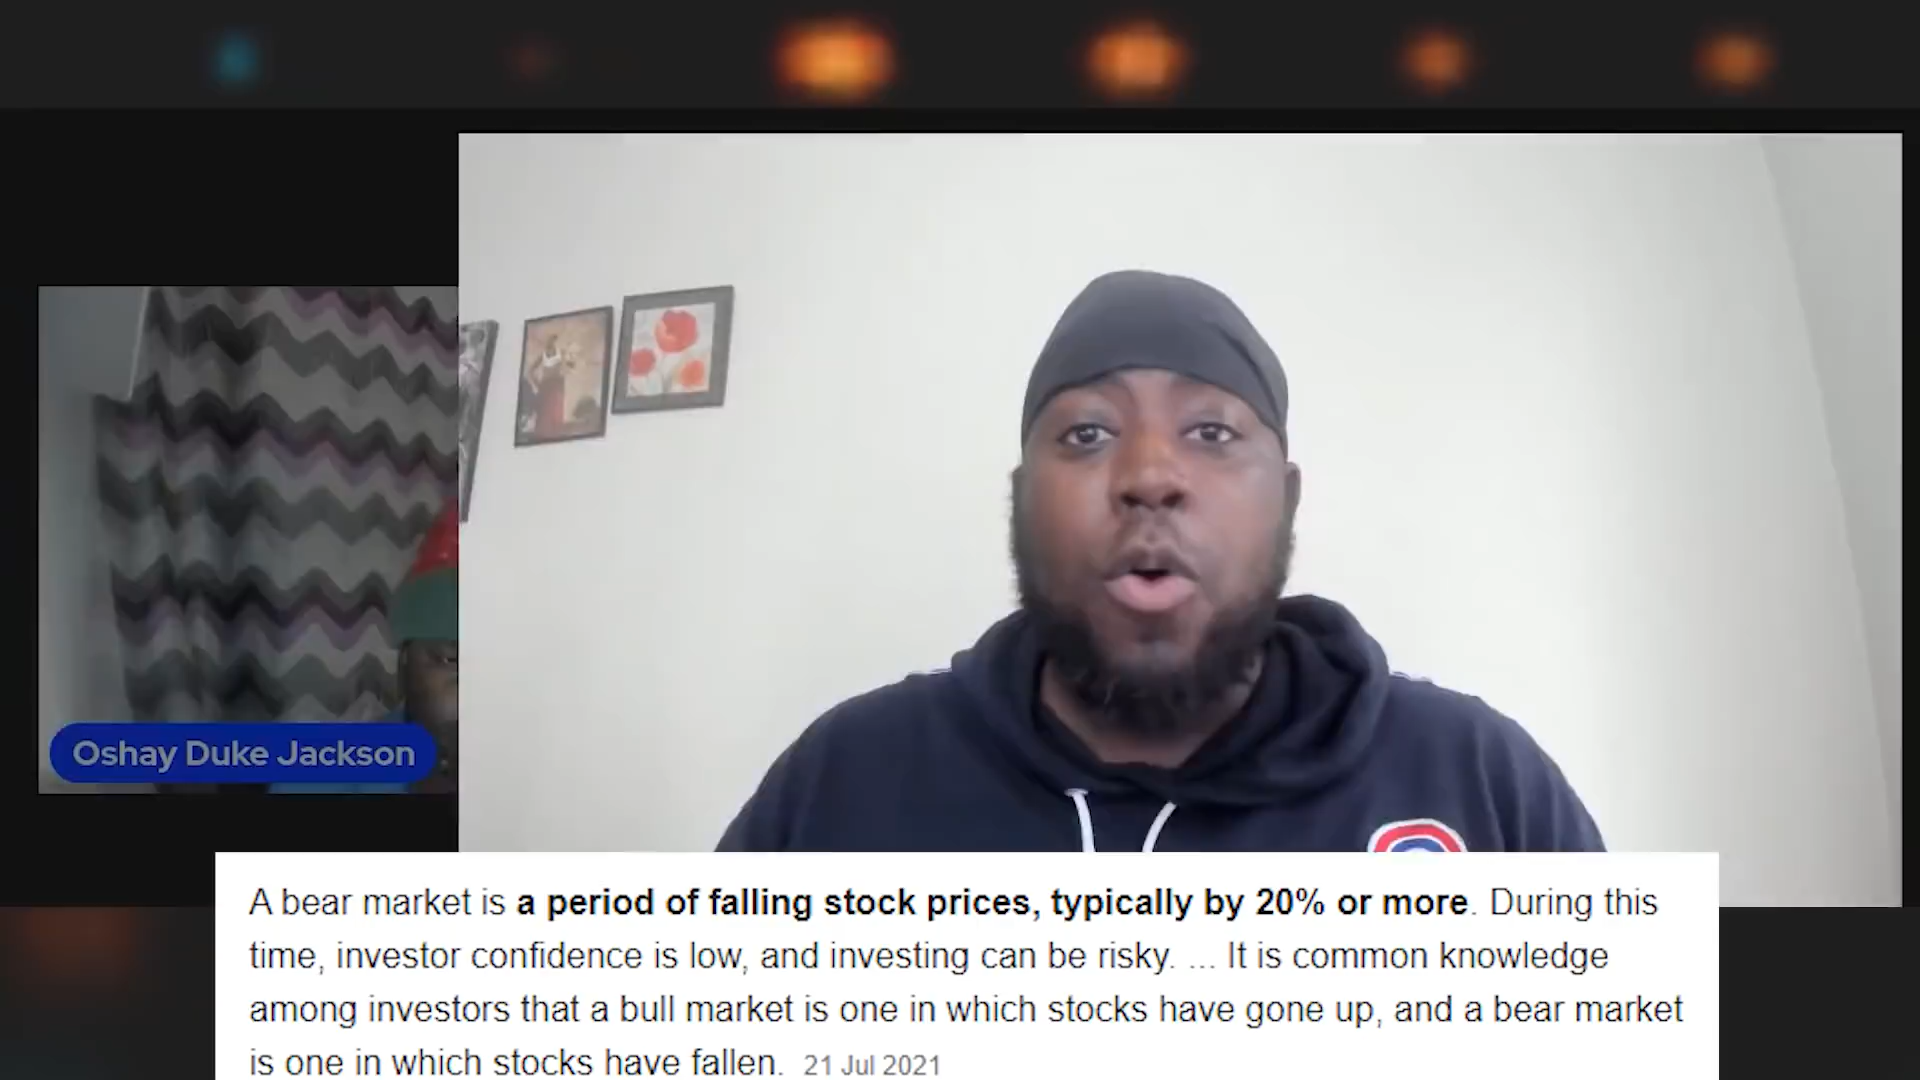 Oshay Duke Jackson
A bear market is a period of falling stock prices, typically by 20% or more. During this
time, investor confidence is low, and investing can be risky. ... It is common knowledge
among investors that a bull market is one in which stocks have gone up, and a bear market
is one in which stocks have fallen. 21 Jul 2021